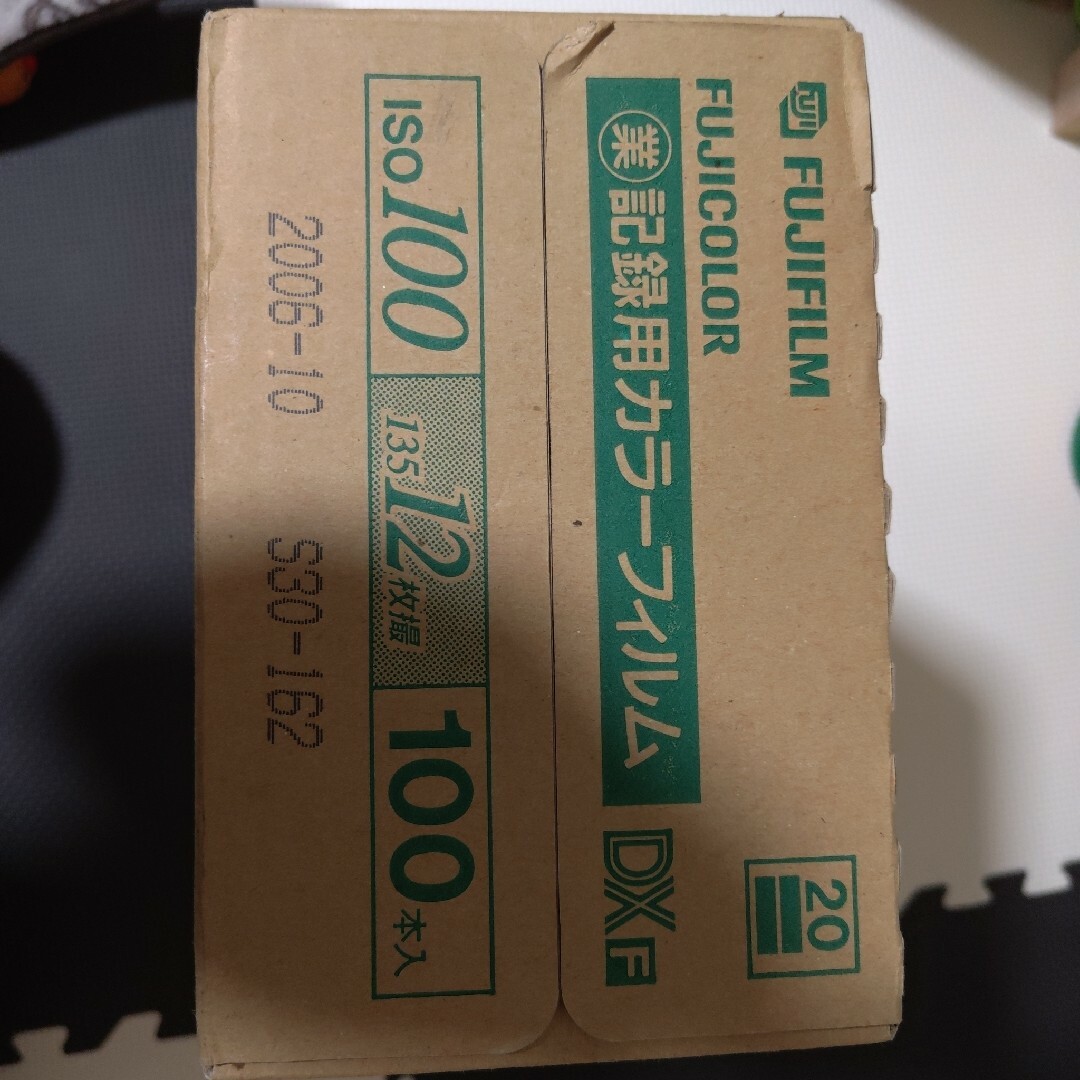 FUJI FUJIFILM
FUJICOLOR
業 記録用カラーフィルム DX F
20
ISO 100 135 12枚撮 100本入
2006-10 S30-162